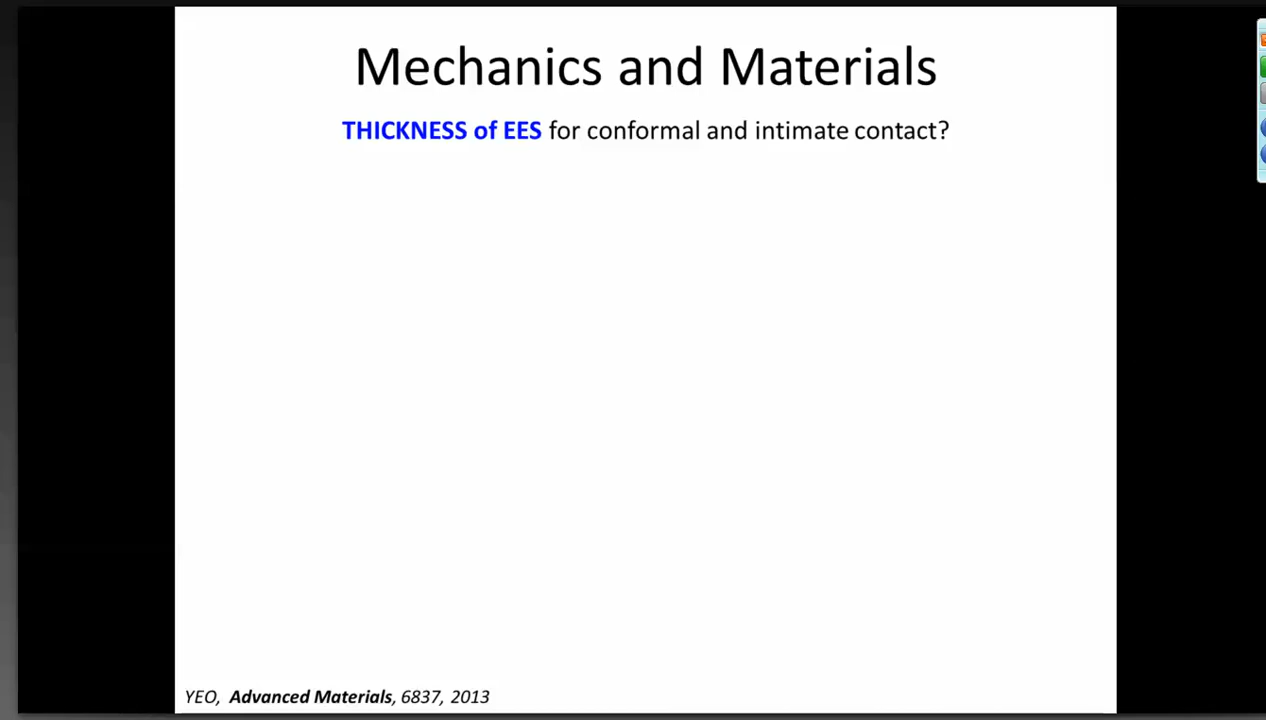 Mechanics and Materials
THICKNESS of EES for conformal and intimate contact?
YEO, Advanced Materials, 6837, 2013